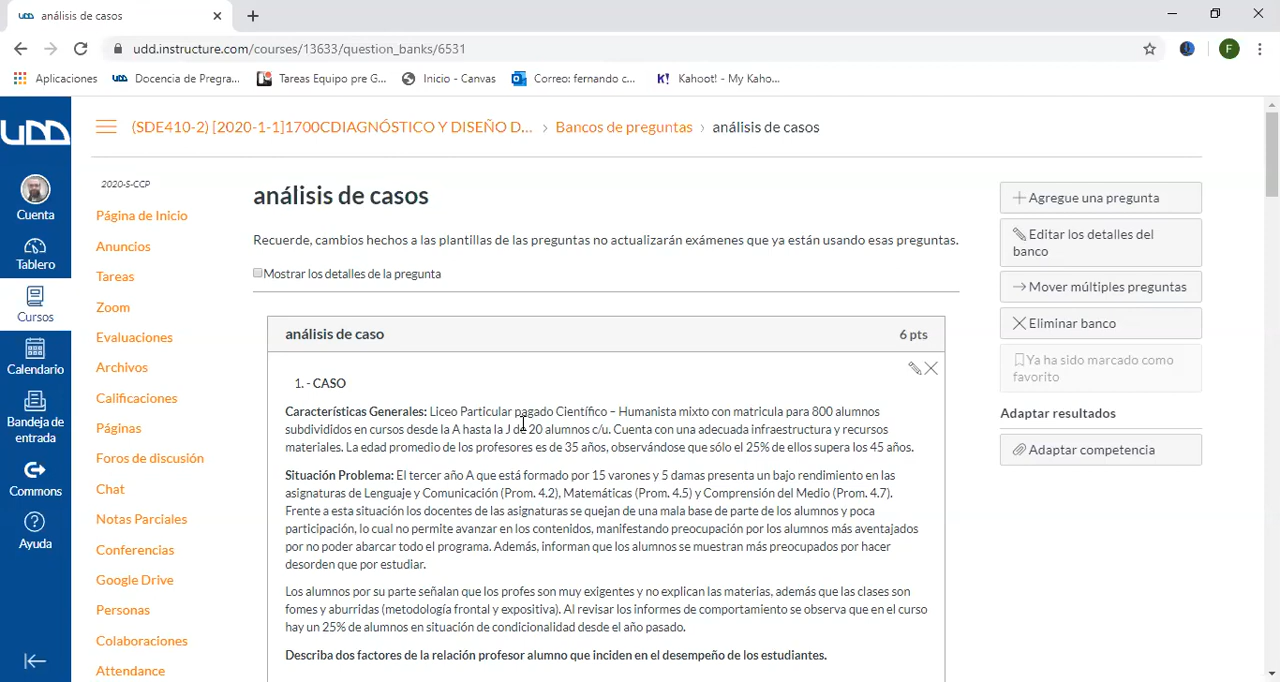 análisis de casos
udd.instructure.com/courses/13633/question_banks/6531
F
Aplicaciones
Docencia de Pregra...
Tareas Equipo pre G...
Inicio - Canvas
Correo: fernando c...
K! Kahoot! - My Kaho...
UDD
Cuenta
Tablero
Cursos
Calendario
Bandeja de
entrada
Commons
Ayuda
(SDE410-2) [2020-1-1]1700CDIAGNÓSTICO Y DISEÑO D... › Bancos de preguntas › análisis de casos
2020-S-CCP
Página de Inicio
Anuncios
Tareas
Zoom
Evaluaciones
Archivos
Calificaciones
Páginas
Foros de discusión
Chat
Notas Parciales
Conferencias
Google Drive
Personas
Colaboraciones
Attendance
análisis de casos
Recuerde, cambios hechos a las plantillas de las preguntas no actualizarán exámenes que ya están usando esas preguntas.
Mostrar los detalles de la pregunta
análisis de caso 6 pts
1. - CASO
Características Generales: Liceo Particular pagado Científico – Humanista mixto con matricula para 800 alumnos
subdivididos en cursos desde la A hasta la J de 20 alumnos c/u. Cuenta con una adecuada infraestructura y recursos
materiales. La edad promedio de los profesores es de 35 años, observándose que sólo el 25% de ellos supera los 45 años.
Situación Problema: El tercer año A que está formado por 15 varones y 5 damas presenta un bajo rendimiento en las
asignaturas de Lenguaje y Comunicación (Prom. 4.2), Matemáticas (Prom. 4.5) y Comprensión del Medio (Prom. 4.7).
Frente a esta situación los docentes de las asignaturas se quejan de una mala base de parte de los alumnos y poca
participación, lo cual no permite avanzar en los contenidos, manifestando preocupación por los alumnos más aventajados
por no poder abarcar todo el programa. Además, informan que los alumnos se muestran más preocupados por hacer
desorden que por estudiar.
Los alumnos por su parte señalan que los profes son muy exigentes y no explican las materias, además que las clases son
fomes y aburridas (metodología frontal y expositiva). Al revisar los informes de comportamiento se observa que en el curso
hay un 25% de alumnos en situación de condicionalidad desde el año pasado.
Describa dos factores de la relación profesor alumno que inciden en el desempeño de los estudiantes.
Agregue una pregunta
Editar los detalles del
banco
Mover múltiples preguntas
Eliminar banco
Ya ha sido marcado como
favorito
Adaptar resultados
Adaptar competencia